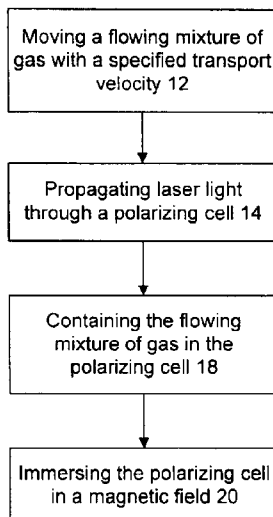 Moving a flowing mixture of
gas with a specified transport
velocity 12
Propagating laser light
through a polarizing cell 14
Containing the flowing
mixture of gas in the
polarizing cell 18
Immersing the polarizing cell
in a magnetic field 20